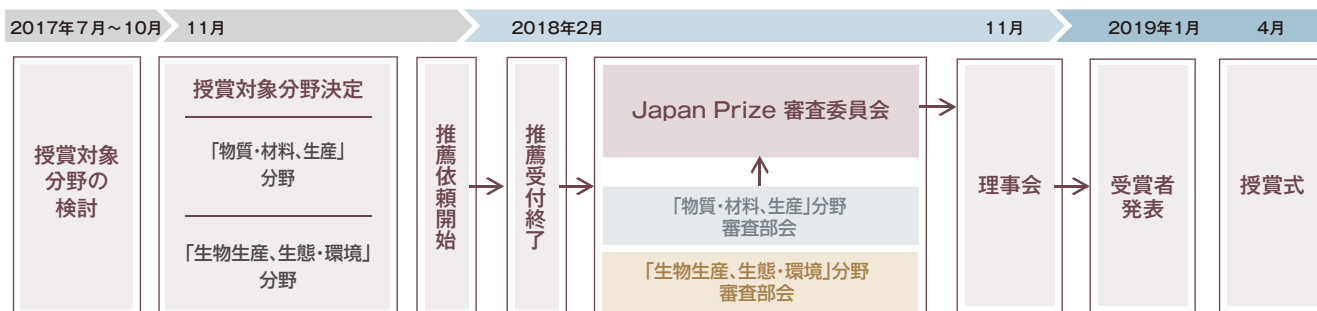 2017年7月～10月
11月
2018年2月
11月
2019年1月
4月
授賞対象
分野の
検討
授賞対象分野決定
「物質・材料、生産」
分野
「生物生産、生態・環境」
分野
推薦依頼開始
推薦受付終了
Japan Prize 審査委員会
「物質・材料、生産」分野
審査部会
「生物生産、生態・環境」分野
審査部会
理事会
受賞者
発表
授賞式